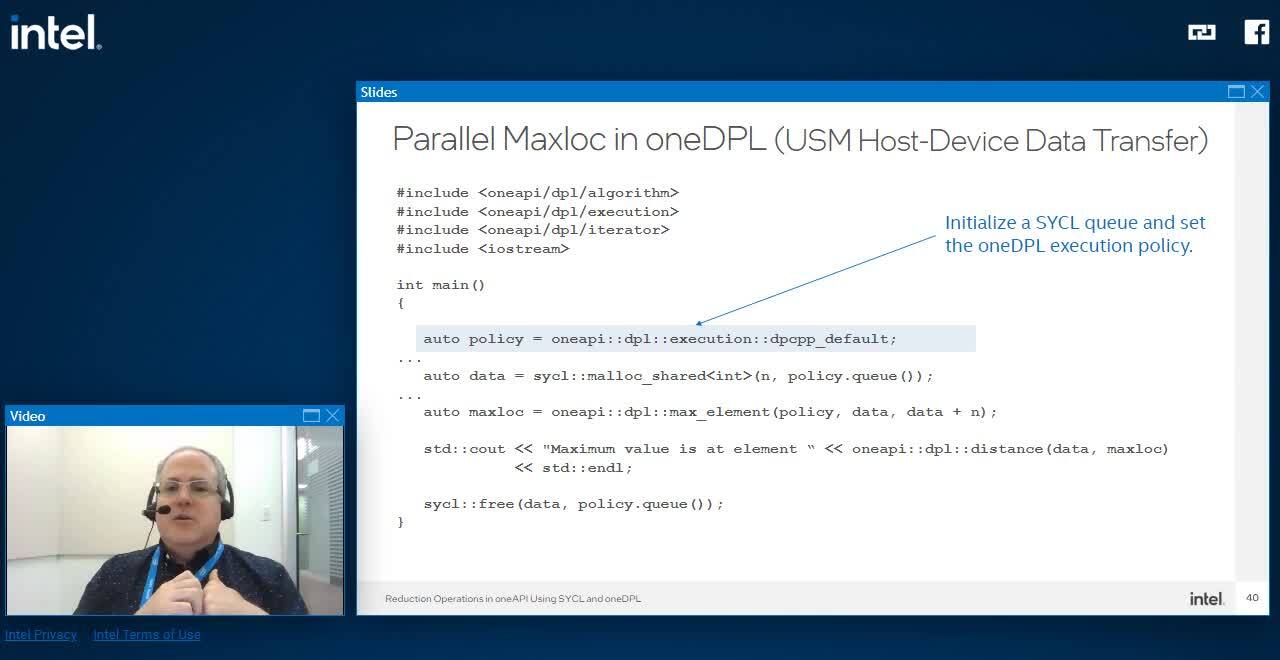 intel.
Slides
Parallel Maxloc in oneDPL (USM Host-Device Data Transfer)
#include <oneapi/dpl/algorithm>
#include <oneapi/dpl/execution>
#include <oneapi/dpl/iterator>
#include <iostream>
Initialize a SYCL queue and set
the oneDPL execution policy.
int main()
{
auto policy = oneapi::dpl::execution::dpcpp_default;
...
auto data = sycl::malloc_shared<int>(n, policy.queue());
...
auto maxloc = oneapi::dpl::max_element(policy, data, data + n);
std::cout << "Maximum value is at element “ << oneapi::dpl::distance(data, maxloc)
<< std::endl;
sycl::free(data, policy.queue());
}
Reduction Operations in oneAPI Using SYCL and oneDPL
intel.
40
Video
Intel Privacy
Intel Terms of Use